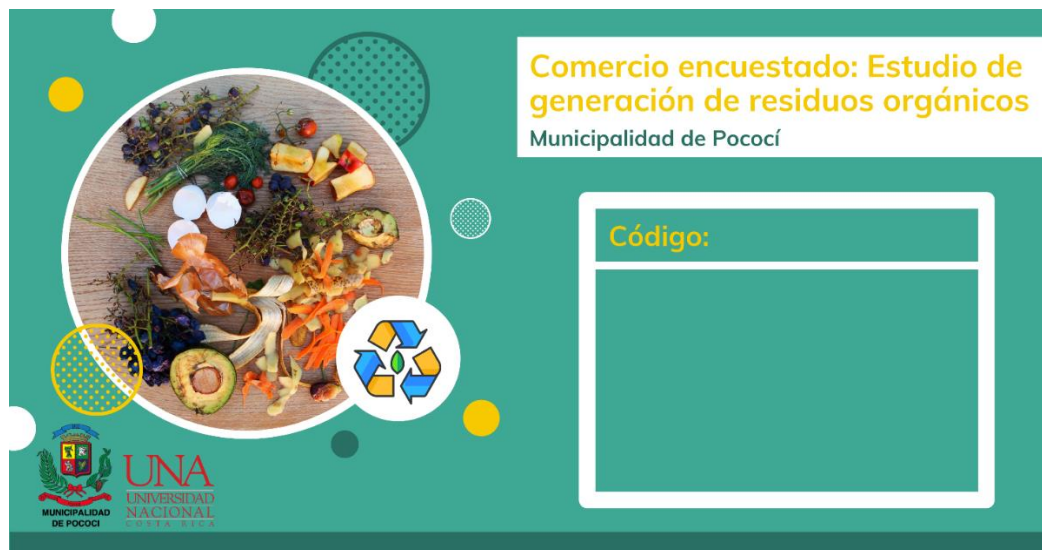 Comercio encuestado: Estudio de
generación de residuos orgánicos
Municipalidad de Pococí
Código:
MUNICIPALIDAD
DE POCOCI
UNA
UNIVERSIDAD
NACIONAL
COSTA RICA